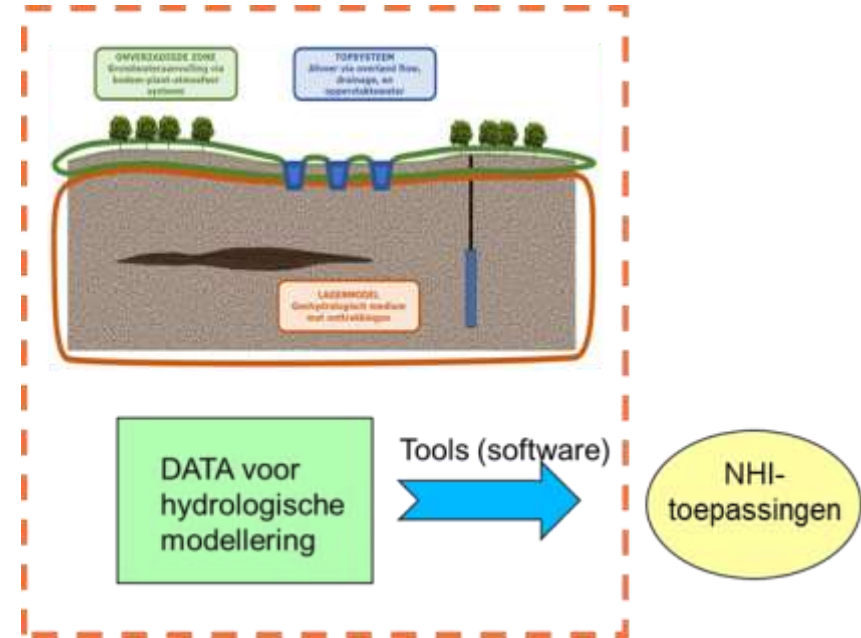 ONVERZADIGDE ZONE
Grondwateraanvulling via
bodem-plant-atmosfeer
systeem
TOPSYSTEEM
Afvoer via overland flow,
drainage, en
oppervlaktewater
LAGENMODEL
Geohydrologisch medium
met onttrekkingen
DATA voor
hydrologische
modellering
Tools (software)
NHI-
toepassingen